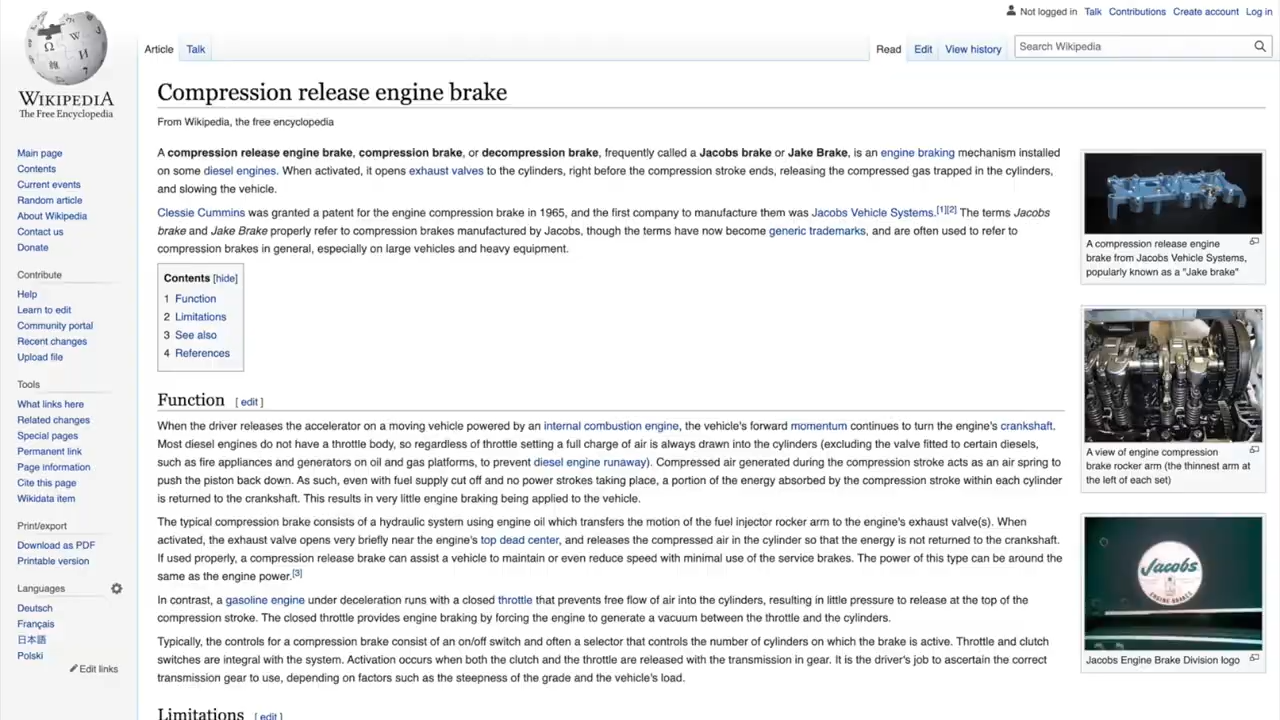 Not logged in Talk Contributions Create account Log in
Article Talk Read Edit View history Search Wikipedia
WIKIPEDIA
The Free Encyclopedia
Main page
Contents
Current events
Random article
About Wikipedia
Contact us
Donate
Contribute
Help
Learn to edit
Community portal
Recent changes
Upload file
Tools
What links here
Related changes
Special pages
Permanent link
Page information
Cite this page
Wikidata item
Print/export
Download as PDF
Printable version
Languages
Deutsch
Français
日本語
Polski
Edit links
Compression release engine brake
From Wikipedia, the free encyclopedia
A compression release engine brake, compression brake, or decompression brake, frequently called a Jacobs brake or Jake Brake, is an engine braking mechanism installed
on some diesel engines. When activated, it opens exhaust valves to the cylinders, right before the compression stroke ends, releasing the compressed gas trapped in the cylinders,
and slowing the vehicle.
Clessie Cummins was granted a patent for the engine compression brake in 1965, and the first company to manufacture them was Jacobs Vehicle Systems.[1][2] The terms Jacobs
brake and Jake Brake properly refer to compression brakes manufactured by Jacobs, though the terms have now become generic trademarks, and are often used to refer to
compression brakes in general, especially on large vehicles and heavy equipment.
Contents [hide]
1 Function
2 Limitations
3 See also
4 References
Function [ edit ]
When the driver releases the accelerator on a moving vehicle powered by an internal combustion engine, the vehicle's forward momentum continues to turn the engine's crankshaft.
Most diesel engines do not have a throttle body, so regardless of throttle setting a full charge of air is always drawn into the cylinders (excluding the valve fitted to certain diesels,
such as fire appliances and generators on oil and gas platforms, to prevent diesel engine runaway). Compressed air generated during the compression stroke acts as an air spring to
push the piston back down. As such, even with fuel supply cut off and no power strokes taking place, a portion of the energy absorbed by the compression stroke within each cylinder
is returned to the crankshaft. This results in very little engine braking being applied to the vehicle.
The typical compression brake consists of a hydraulic system using engine oil which transfers the motion of the fuel injector rocker arm to the engine's exhaust valve(s). When
activated, the exhaust valve opens very briefly near the engine's top dead center, and releases the compressed air in the cylinder so that the energy is not returned to the crankshaft.
If used properly, a compression release brake can assist a vehicle to maintain or even reduce speed with minimal use of the service brakes. The power of this type can be around the
same as the engine power.[3]
In contrast, a gasoline engine under deceleration runs with a closed throttle that prevents free flow of air into the cylinders, resulting in little pressure to release at the top of the
compression stroke. The closed throttle provides engine braking by forcing the engine to generate a vacuum between the throttle and the cylinders.
Typically, the controls for a compression brake consist of an on/off switch and often a selector that controls the number of cylinders on which the brake is active. Throttle and clutch
switches are integral with the system. Activation occurs when both the clutch and the throttle are released with the transmission in gear. It is the driver's job to ascertain the correct
transmission gear to use, depending on factors such as the steepness of the grade and the vehicle's load.
Limitations [ edit ]
A compression release engine
brake from Jacobs Vehicle Systems,
popularly known as a "Jake brake"
A view of engine compression
brake rocker arm (the thinnest arm at
the left of each set)
Jacobs
ENGINE BRAKES
Jacobs Engine Brake Division logo